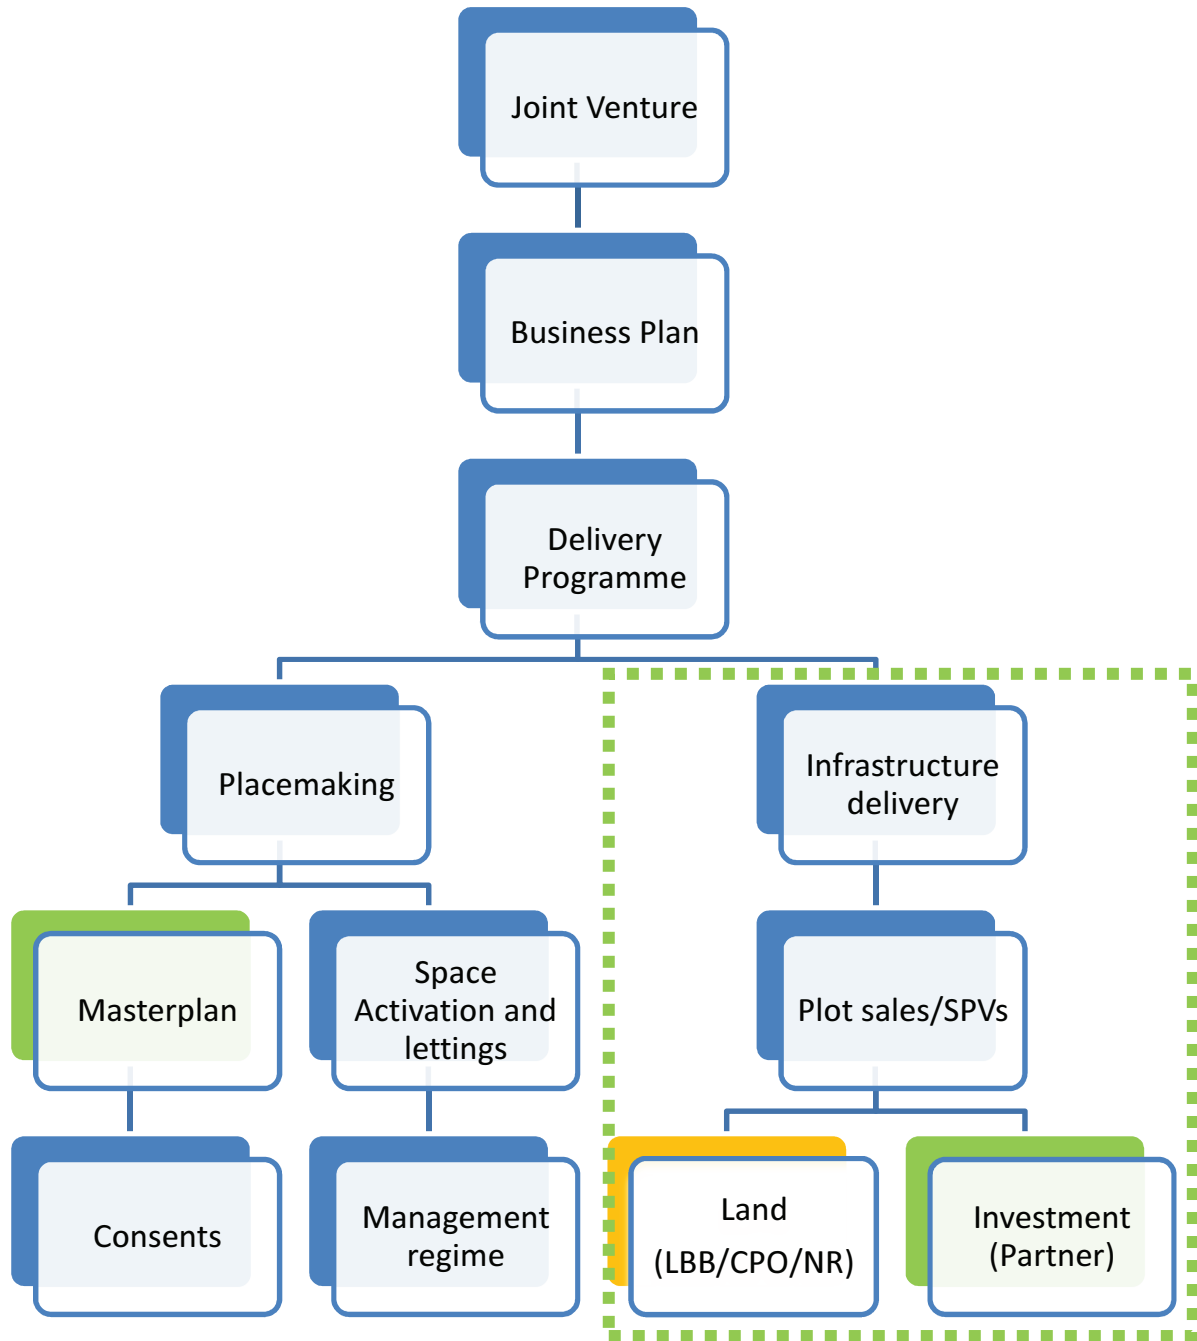 Joint Venture
Business Plan
Delivery
Programme
Placemaking
Infrastructure
delivery
Masterplan
Space
Activation and
lettings
Plot sales/SPVs
Consents
Management
regime
Land
(LBB/CPO/NR)
Investment
(Partner)